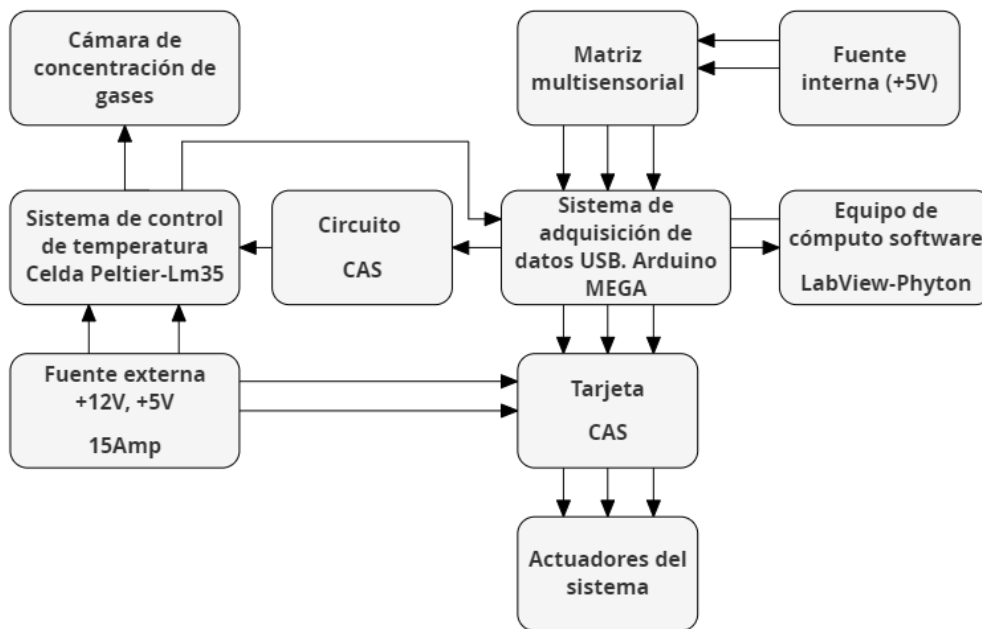 Cámara de
concentración de
gases
Matriz
multisensorial
Fuente
interna (+5V)
Sistema de control
de temperatura
Celda Peltier-Lm35
Circuito
CAS
Sistema de
adquisición de
datos USB. Arduino
MEGA
Equipo de
cómputo software
LabView-Phyton
Fuente externa
+12V, +5V
15Amp
Tarjeta
CAS
Actuadores del
sistema